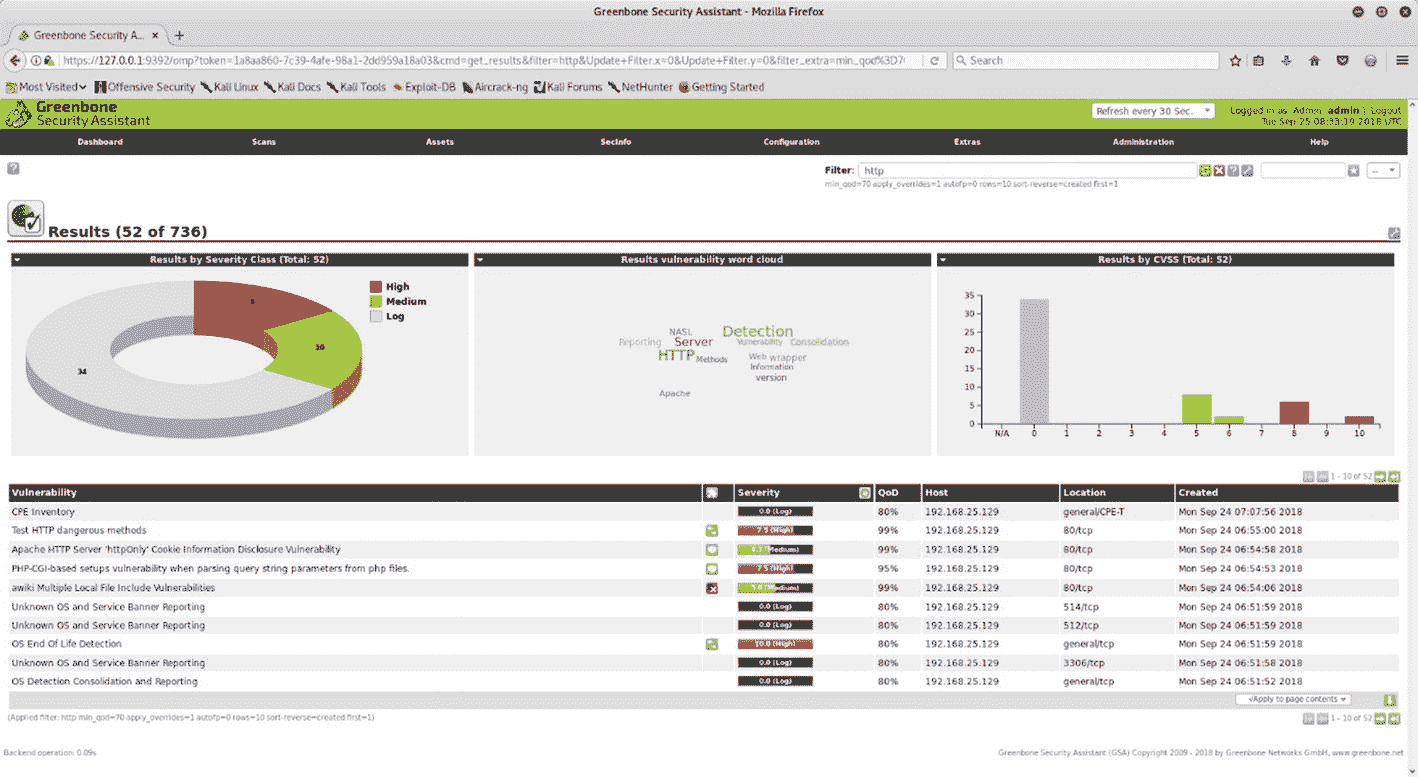 Greenbone Security Assistant - Mozilla Firefox
Greenbone Security A...
https://127.0.0.1:9392/omp?token=1a8aa860-7c39-4afe-98a1-2dd959a18a03&cmd=get_results&filter=http&Update+Filter.x=0&Update+Filter.y=0&filter_extra=min_qod%3D7
Search
Most Visited Offensive Security Kali Linux Kali Docs Kali Tools Exploit-DB Aircrack-ng Kali Forums NetHunter Getting Started
Greenbone
Security Assistant
Refresh every 30 Sec.
Logged in as Admin admin | Logout
Tue Sep 25 08:33:19 2018 UTC
Dashboard Scans Assets SecInfo Configuration Extras Administration Help
Filter: http
min_qod=70 apply_overrides=1 autofp=0 rows=10 sort-reverse=created first=1
--
Results (52 of 736)
Results by Severity Class (Total: 52)
High
Medium
Log
10
34
Results vulnerability word cloud
NASL Detection
Reporting Server Vulnerability Consolidation
HTTP Methods Web wrapper
Information
version
Apache
Results by CVSS (Total: 52)
35
30
25
20
15
10
5
0
N/A 0 1 2 3 4 5 6 7 8 9 10
1 - 10 of 52
Vulnerability Severity QoD Host Location Created
CPE Inventory 0.0 (Log) 80% 192.168.25.129 general/CPE-T Mon Sep 24 07:07:56 2018
Test HTTP dangerous methods 7.5 (High) 99% 192.168.25.129 80/tcp Mon Sep 24 06:55:00 2018
Apache HTTP Server 'httpOnly' Cookie Information Disclosure Vulnerability (Medium) 99% 192.168.25.129 80/tcp Mon Sep 24 06:54:58 2018
PHP-CGI-based setups vulnerability when parsing query string parameters from php files. 7.5 (High) 95% 192.168.25.129 80/tcp Mon Sep 24 06:54:53 2018
awiki Multiple Local File Include Vulnerabilities (Medium) 99% 192.168.25.129 80/tcp Mon Sep 24 06:54:06 2018
Unknown OS and Service Banner Reporting 0.0 (Log) 80% 192.168.25.129 514/tcp Mon Sep 24 06:51:59 2018
Unknown OS and Service Banner Reporting 0.0 (Log) 80% 192.168.25.129 512/tcp Mon Sep 24 06:51:59 2018
OS End Of Life Detection 10.0 (High) 80% 192.168.25.129 general/tcp Mon Sep 24 06:51:59 2018
Unknown OS and Service Banner Reporting 0.0 (Log) 80% 192.168.25.129 3306/tcp Mon Sep 24 06:51:58 2018
OS Detection Consolidation and Reporting 0.0 (Log) 80% 192.168.25.129 general/tcp Mon Sep 24 06:51:52 2018
√Apply to page contents
(Applied filter: http min_qod=70 apply_overrides=1 autofp=0 rows=10 sort-reverse=created first=1)
1 - 10 of 52
Backend operation: 0.09s
Greenbone Security Assistant (GSA) Copyright 2009 - 2018 by Greenbone Networks GmbH, www.greenbone.net